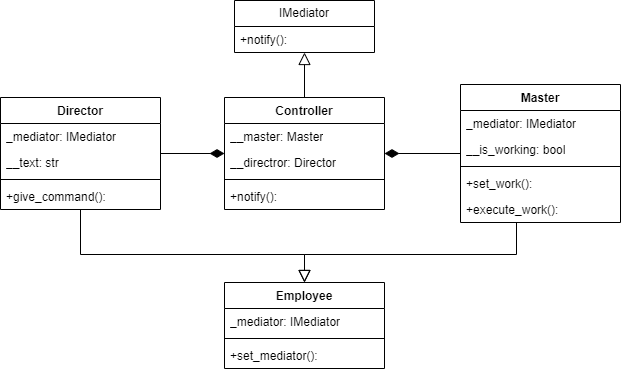 IMediator
+notify():
Director
_mediator: IMediator
__text: str
+give_command():
Controller
__master: Master
__directror: Director
+notify():
Master
_mediator: IMediator
__is_working: bool
+set_work():
+execute_work():
Employee
_mediator: IMediator
+set_mediator():